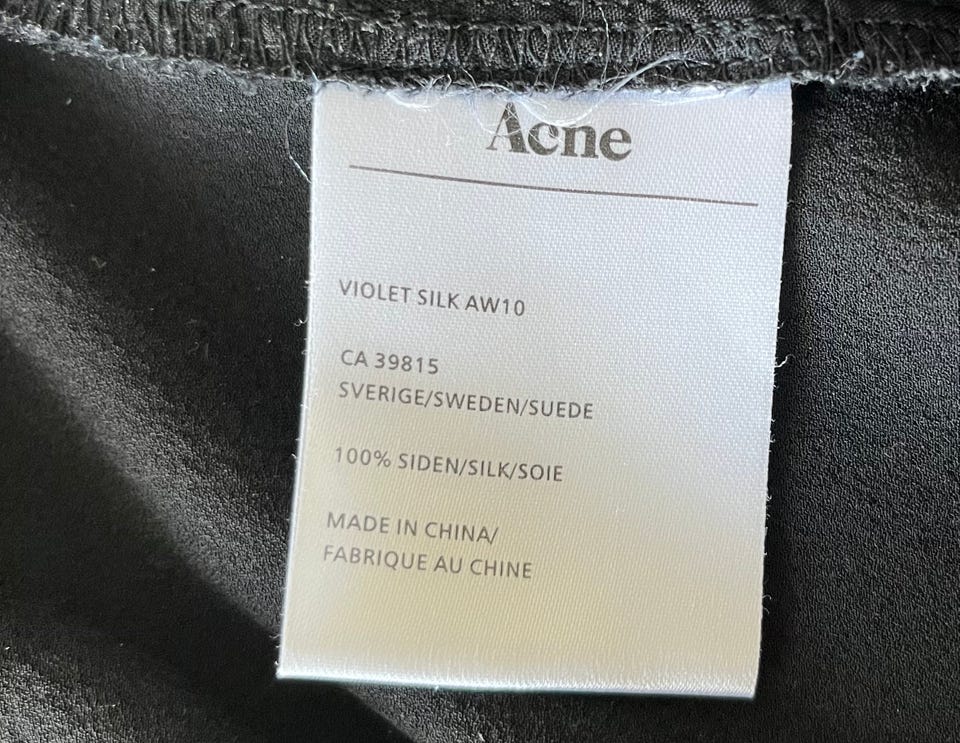 Acne
VIOLET SILK AW10
CA 39815
SVERIGE/SWEDEN/SUEDE
100% SIDEN/SILK/SOIE
MADE IN CHINA/
FABRIQUE AU CHINE